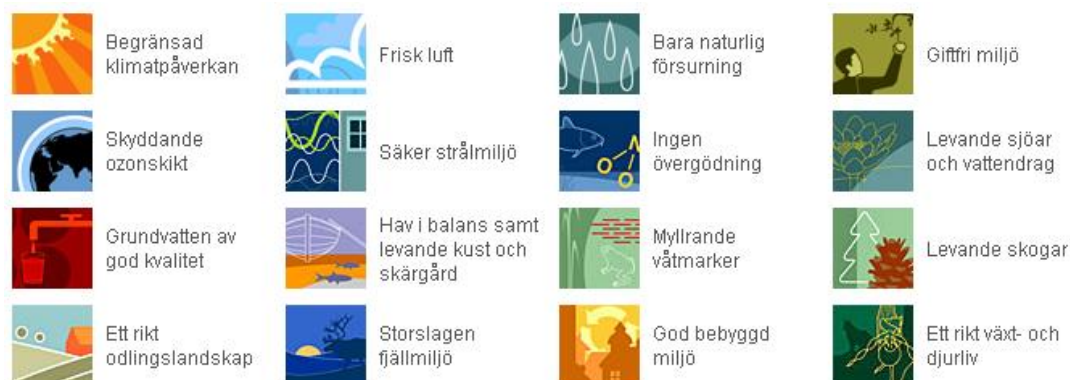 Begränsad
klimatpåverkan
Frisk luft
Bara naturlig
försurning
Giftfri miljö
Skyddande
ozonskikt
Säker strålmiljö
Ingen
övergödning
Levande sjöar
och vattendrag
Grundvatten av
god kvalitet
Hav i balans samt
levande kust och
skärgård
Myllrande
våtmarker
Levande skogar
Ett rikt
odlingslandskap
Storslagen
fjällmiljö
God bebyggd
miljö
Ett rikt växt- och
djurliv